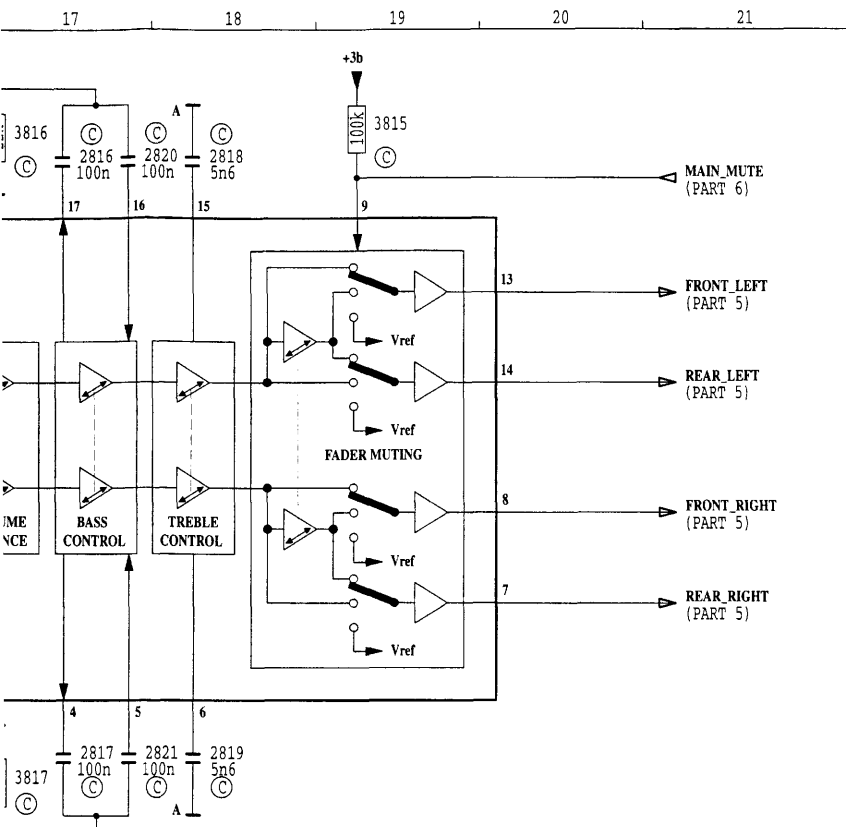 17 18 19 20 21
+3b
A
3816
C
C
2816
100n
C
2820
100n
C
2818
5n6
100k
3815
C
MAIN_MUTE
(PART 6)
17 16 15 9
13
FRONT_LEFT
(PART 5)
Vref
14
REAR_LEFT
(PART 5)
Vref
FADER MUTING
8
FRONT_RIGHT
(PART 5)
UME
NCE
BASS
CONTROL
TREBLE
CONTROL
Vref
7
REAR_RIGHT
(PART 5)
Vref
4 5 6
3817
C
2817
100n
C
2821
100n
C
2819
5n6
C
A